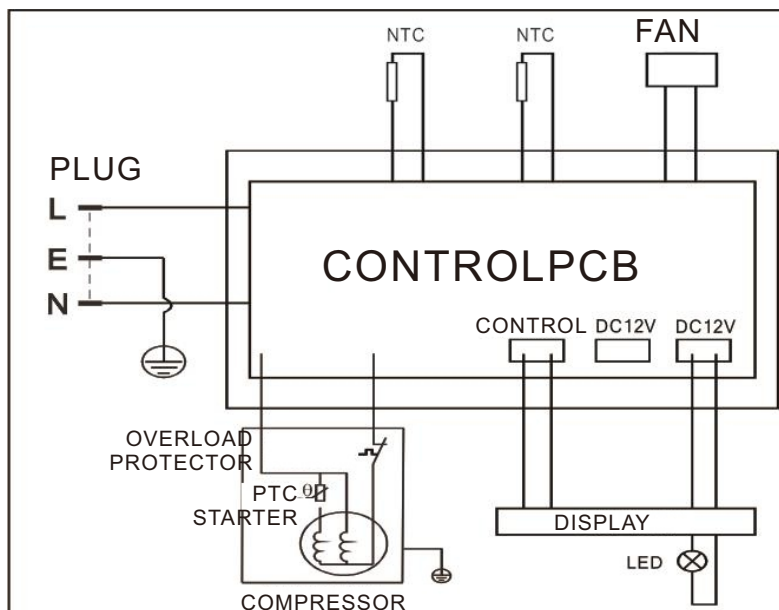 NTC
NTC
FAN
PLUG
L
E
N
CONTROLPCB
CONTROL
DC12V
DC12V
OVERLOAD
PROTECTOR
PTC
STARTER
θ
DISPLAY
LED
COMPRESSOR